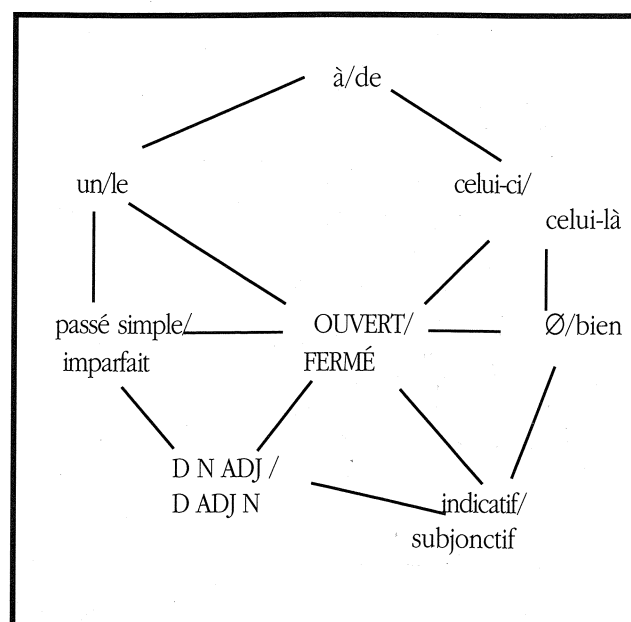 à/de
un/le
celui-ci/
celui-là
passé simple/
imparfait
OUVERT/
FERMÉ
Ø/bien
D N ADJ /
D ADJ N
indicatif/
subjonctif